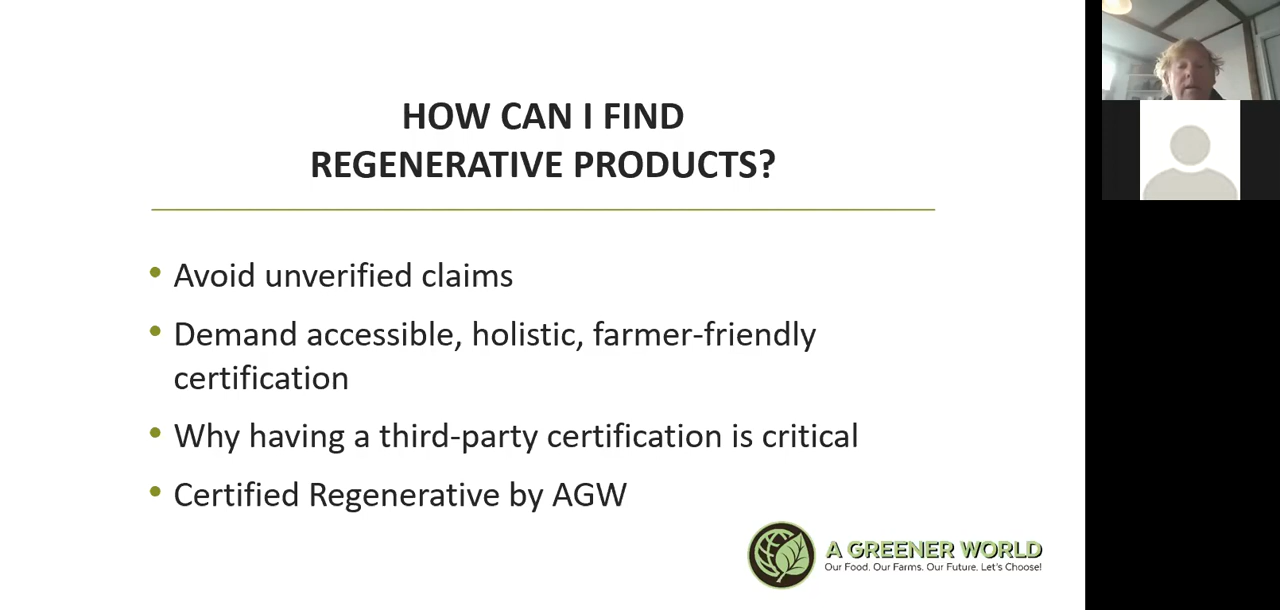 HOW CAN I FIND
REGENERATIVE PRODUCTS?
• Avoid unverified claims
• Demand accessible, holistic, farmer-friendly
certification
• Why having a third-party certification is critical
• Certified Regenerative by AGW
A GREENER WORLD
Our Food. Our Farms. Our Future. Let's Choose!